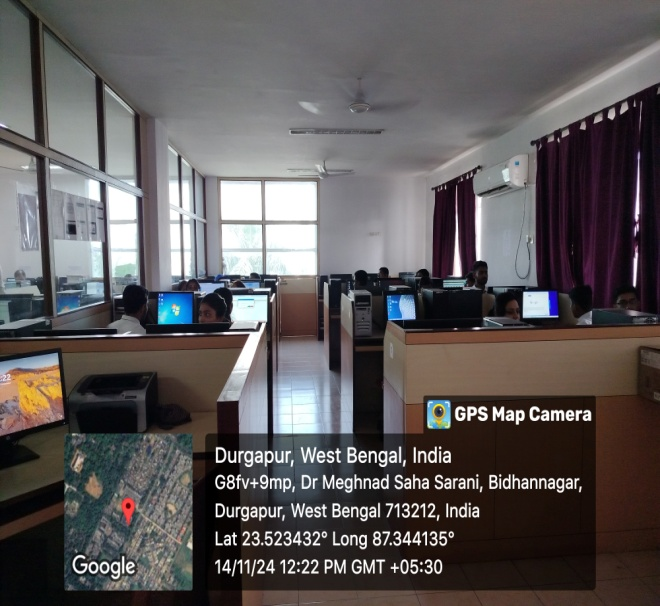 :22
GPS Map Camera
Durgapur, West Bengal, India
G8fv+9mp, Dr Meghnad Saha Sarani, Bidhannagar,
Durgapur, West Bengal 713212, India
Lat 23.523432° Long 87.344135°
14/11/24 12:22 PM GMT +05:30
Google